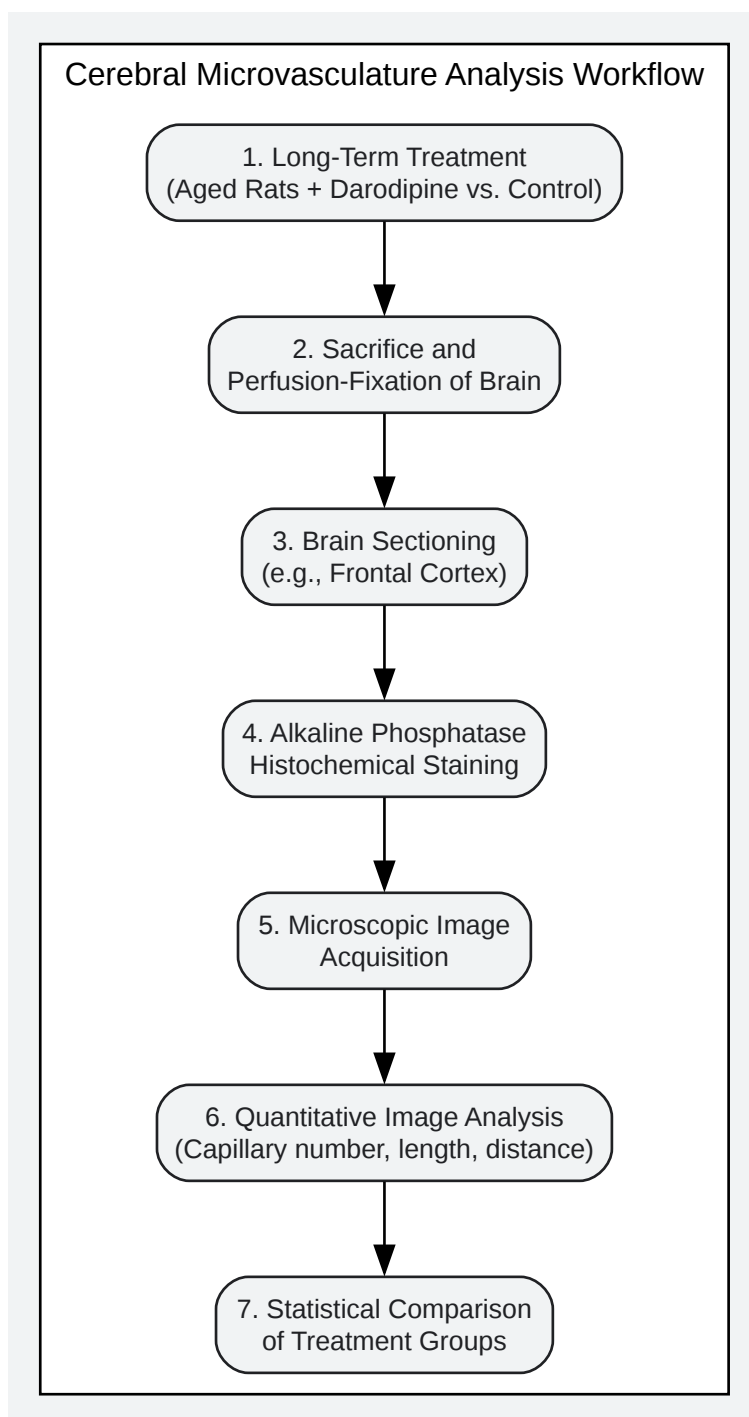 Cerebral Microvasculature Analysis Workflow
1. Long-Term Treatment
(Aged Rats + Darodipine vs. Control)
2. Sacrifice and
Perfusion-Fixation of Brain
3. Brain Sectioning
(e.g., Frontal Cortex)
4. Alkaline Phosphatase
Histochemical Staining
5. Microscopic Image
Acquisition
6. Quantitative Image Analysis
(Capillary number, length, distance)
7. Statistical Comparison
of Treatment Groups